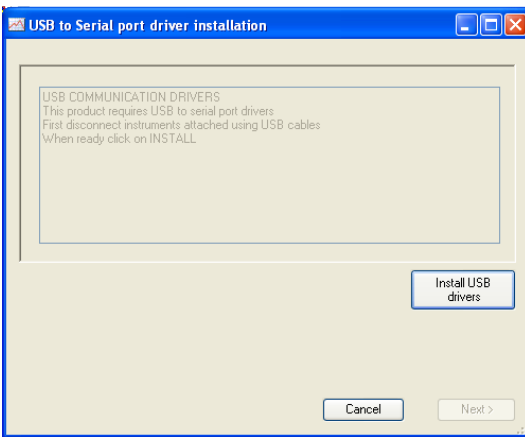 USB to Serial port driver installation
USB COMMUNICATION DRIVERS
This product requires USB to serial port drivers
First disconnect instruments attached using USB cables
When ready click on INSTALL
Install USB
drivers
Cancel
Next >